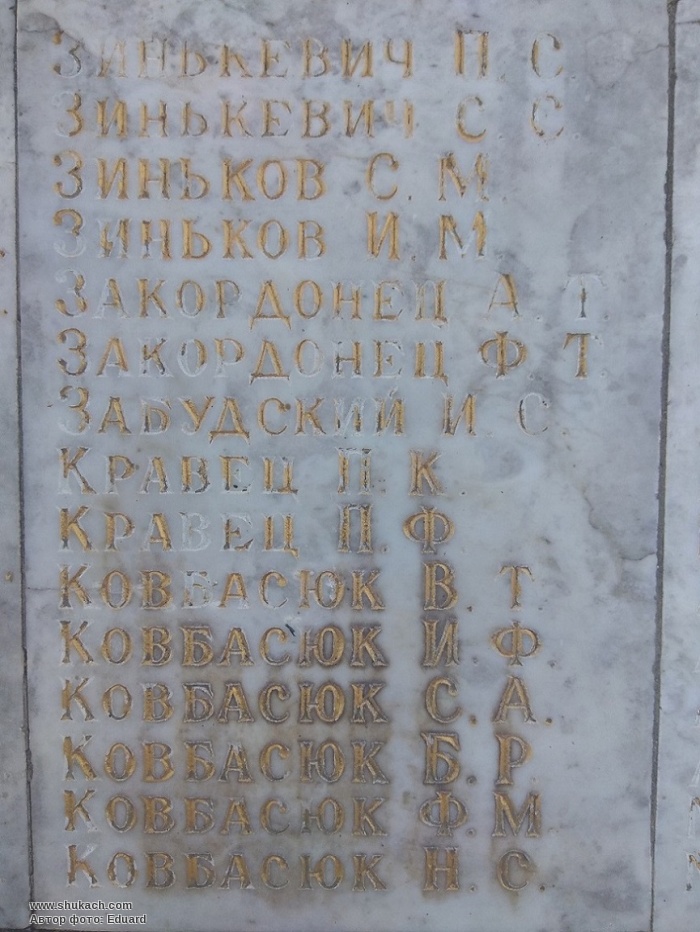 ЗИНЬКЕВИЧ П. С.
ЗИНЬКЕВИЧ С. С.
ЗИНЬКОВ С. М.
ЗИНЬКОВ И. М.
ЗАКОРДОНЕЦ А. Т
ЗАКОРДОНЕЦ Ф. Т.
ЗАБУДСКИЙ И. С
КРАВЕЦ П. К
КРАВЕЦ П. Ф
КОВБАСЮК В. Т
КОВБАСЮК И Ф.
КОВБАСЮК С. А.
КОВБАСЮК Б. Р.
КОВБАСЮК Ф. М
КОВБАСЮК Н. С.
www.shukach.com
Автор фото: Eduard